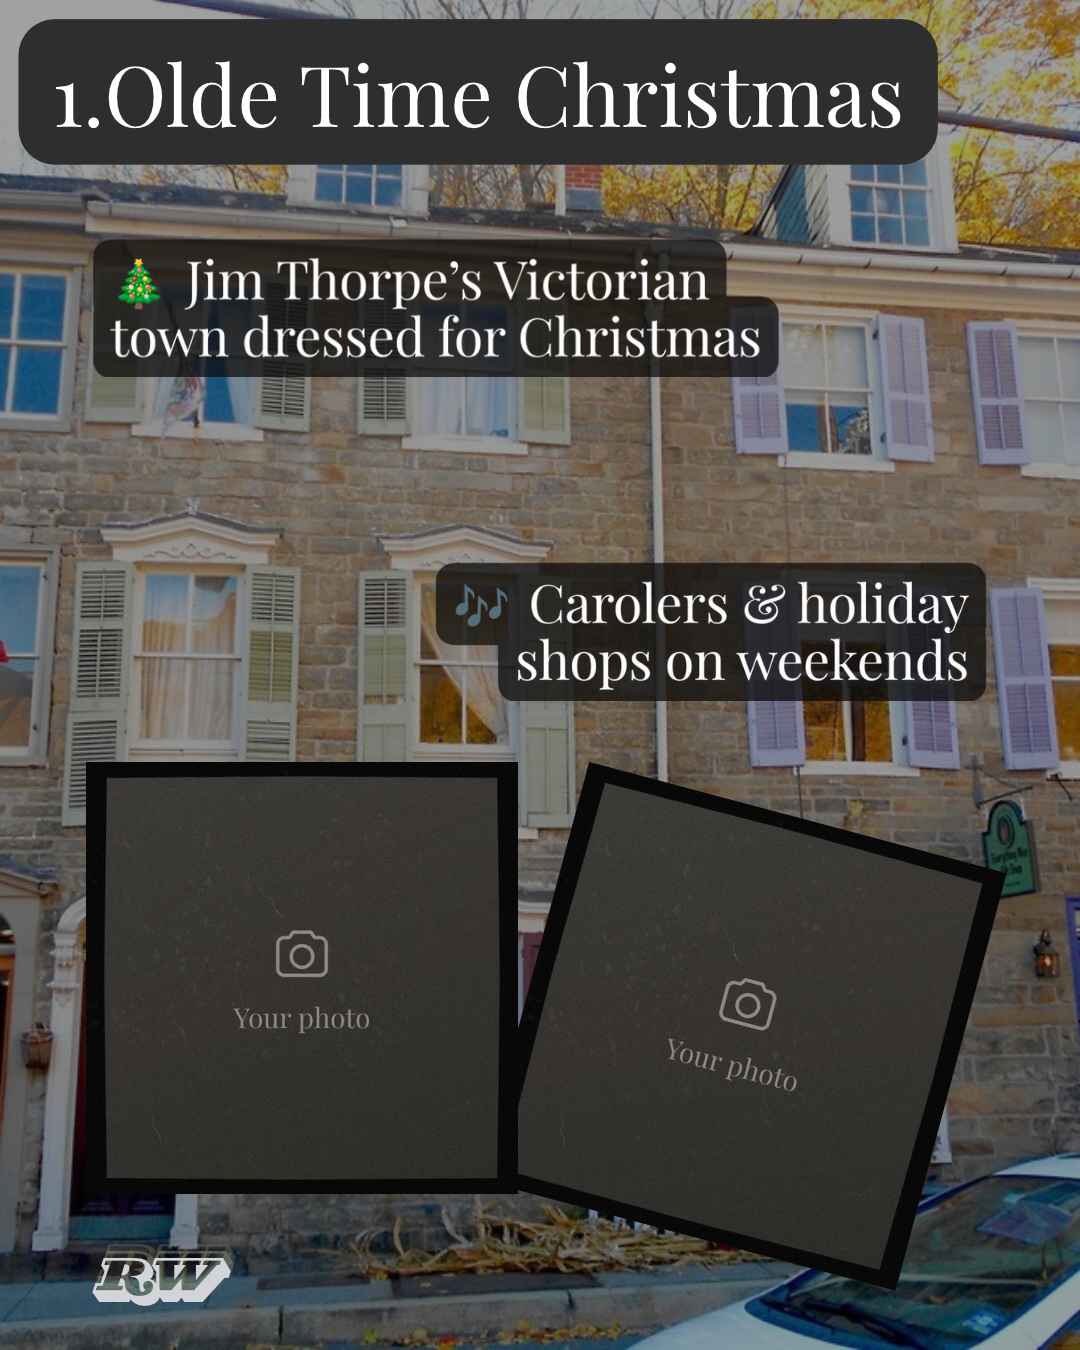 1.Olde Time Christmas
🎄 Jim Thorpe’s Victorian
town dressed for Christmas
🎶 Carolers & holiday
shops on weekends
Your photo
Your photo
RW